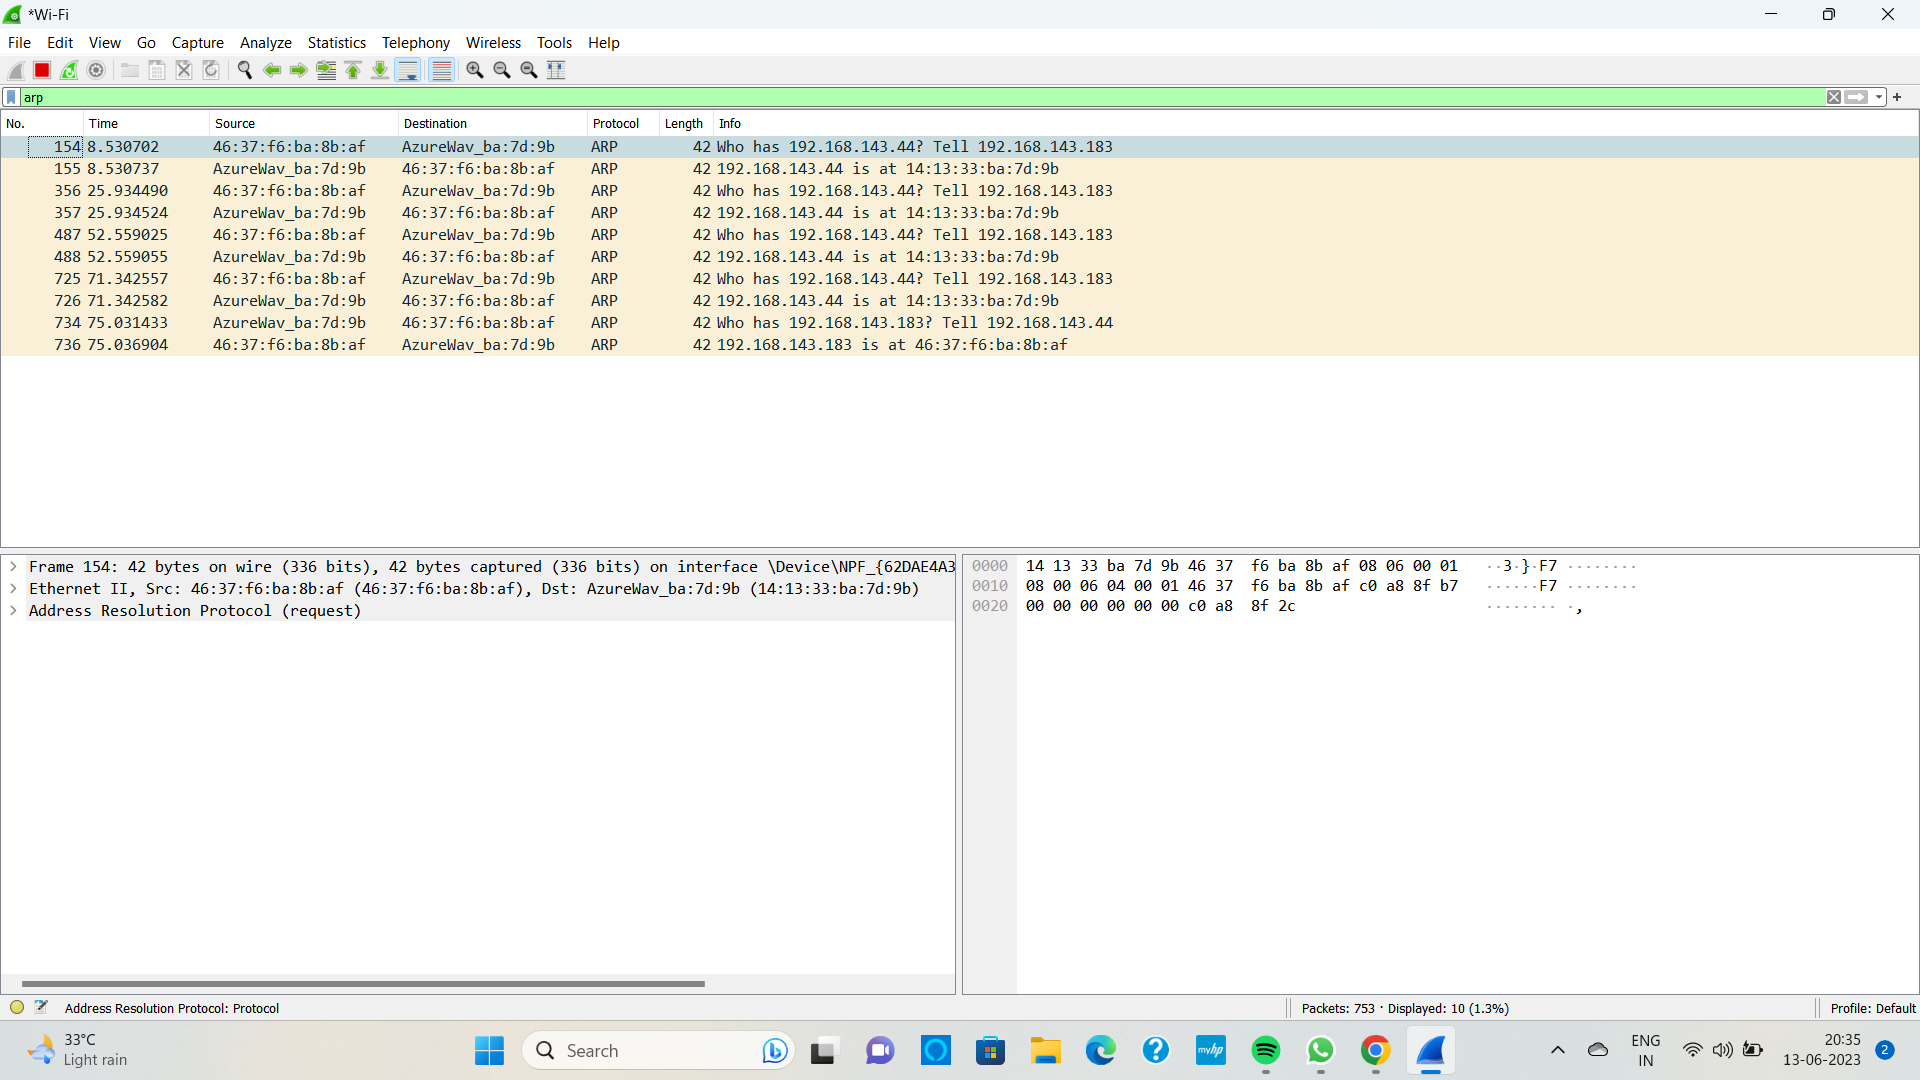 *Wi-Fi
File Edit View Go Capture Analyze Statistics Telephony Wireless Tools Help
arp
No. Time Source Destination Protocol Length Info
154 8.530702 46:37:f6:ba:8b:af AzureWav_ba:7d:9b ARP 42 Who has 192.168.143.44? Tell 192.168.143.183
155 8.530737 AzureWav_ba:7d:9b 46:37:f6:ba:8b:af ARP 42 192.168.143.44 is at 14:13:33:ba:7d:9b
356 25.934490 46:37:f6:ba:8b:af AzureWav_ba:7d:9b ARP 42 Who has 192.168.143.44? Tell 192.168.143.183
357 25.934524 AzureWav_ba:7d:9b 46:37:f6:ba:8b:af ARP 42 192.168.143.44 is at 14:13:33:ba:7d:9b
487 52.559025 46:37:f6:ba:8b:af AzureWav_ba:7d:9b ARP 42 Who has 192.168.143.44? Tell 192.168.143.183
488 52.559055 AzureWav_ba:7d:9b 46:37:f6:ba:8b:af ARP 42 192.168.143.44 is at 14:13:33:ba:7d:9b
725 71.342557 46:37:f6:ba:8b:af AzureWav_ba:7d:9b ARP 42 Who has 192.168.143.44? Tell 192.168.143.183
726 71.342582 AzureWav_ba:7d:9b 46:37:f6:ba:8b:af ARP 42 192.168.143.44 is at 14:13:33:ba:7d:9b
734 75.031433 AzureWav_ba:7d:9b 46:37:f6:ba:8b:af ARP 42 Who has 192.168.143.183? Tell 192.168.143.44
736 75.036904 46:37:f6:ba:8b:af AzureWav_ba:7d:9b ARP 42 192.168.143.183 is at 46:37:f6:ba:8b:af
Frame 154: 42 bytes on wire (336 bits), 42 bytes captured (336 bits) on interface \Device\NPF_{62DAE4A3
Ethernet II, Src: 46:37:f6:ba:8b:af (46:37:f6:ba:8b:af), Dst: AzureWav_ba:7d:9b (14:13:33:ba:7d:9b)
Address Resolution Protocol (request)
0000 14 13 33 ba 7d 9b 46 37 f6 ba 8b af 08 06 00 01 ··3·}·F7 ········
0010 08 00 06 04 00 01 46 37 f6 ba 8b af c0 a8 8f b7 ······F7 ········
0020 00 00 00 00 00 00 c0 a8 8f 2c ········ ·,
Address Resolution Protocol: Protocol
Packets: 753 · Displayed: 10 (1.3%)
Profile: Default
33°C
Light rain
Search
myhp
ENG
IN
20:35
13-06-2023
2